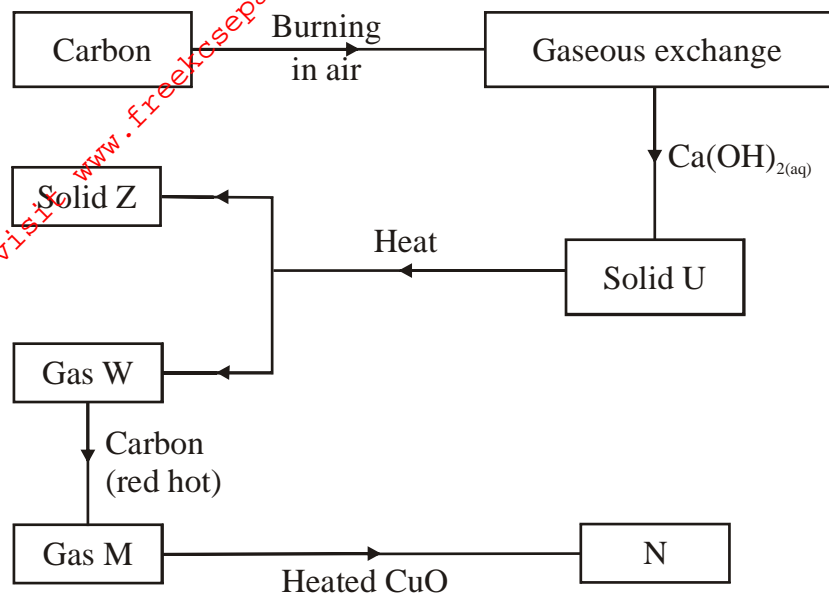 Carbon
Burning
in air
Gaseous exchange
Ca(OH)₂₍aq₎
Solid Z
Heat
Solid U
Gas W
Carbon
(red hot)
Gas M
Heated CuO
N
visit www.freekcsepa